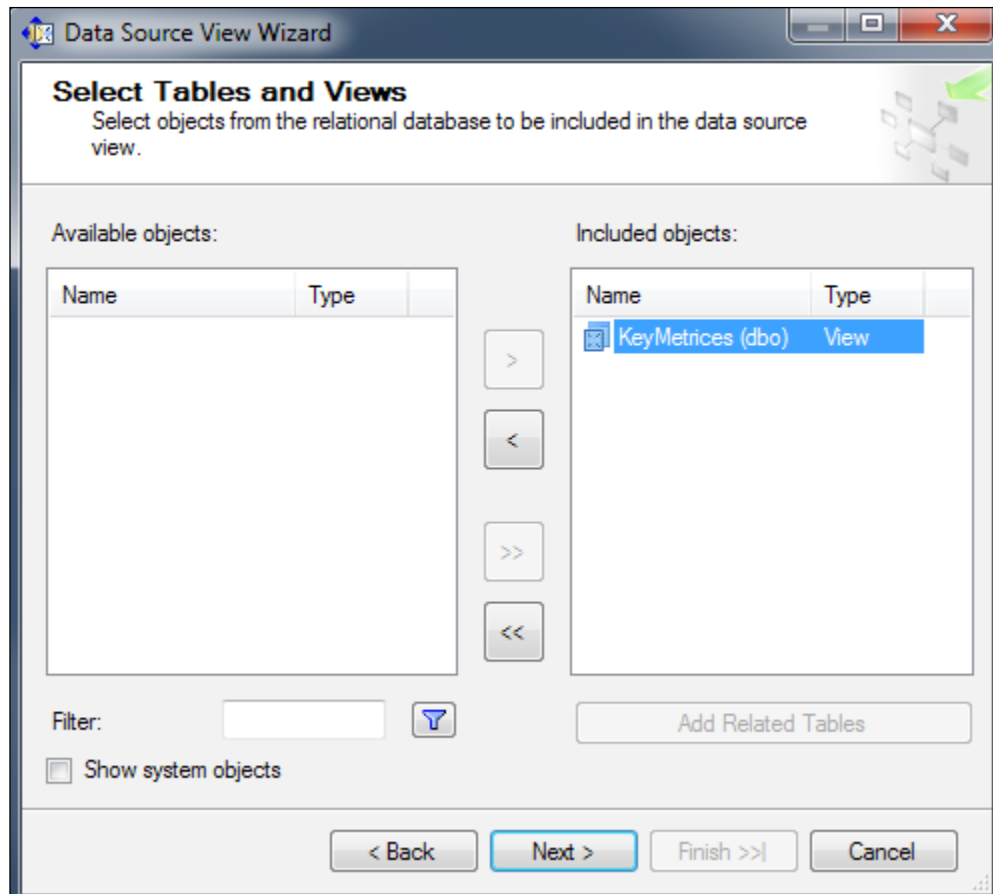 Data Source View Wizard
Select Tables and Views
Select objects from the relational database to be included in the data source
view.
Available objects:
Included objects:
Name Type
Name Type
KeyMetrices (dbo) View
>
<
>>
<<
Filter:
Add Related Tables
Show system objects
< Back Next > Finish >>| Cancel